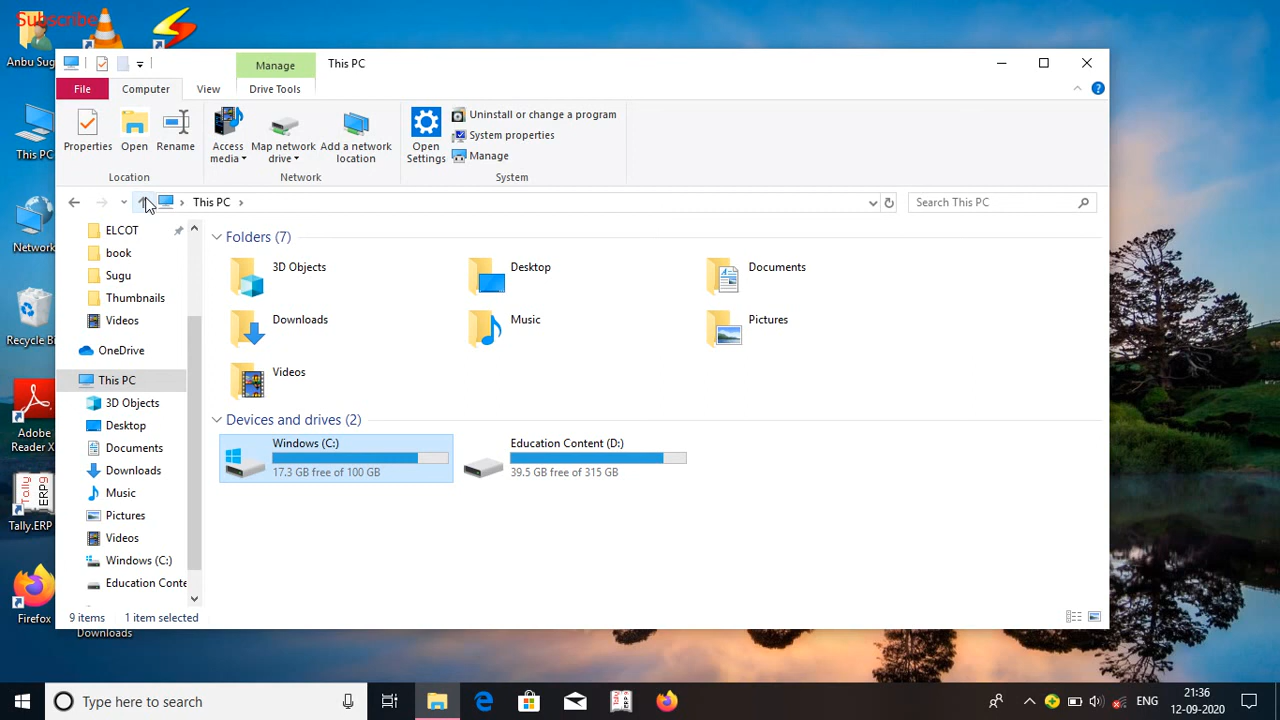 Subscribe
Anbu Sug
This PC
Network
Recycle Bi
Adobe
Reader X
Tally.ERP
Firefox
Downloads
Manage
This PC
File
Computer
View
Drive Tools
Properties
Open
Rename
Access
media
Map network
drive
Add a network
location
Open
Settings
Uninstall or change a program
System properties
Manage
Location
Network
System
This PC
Search This PC
ELCOT
book
Sugu
Thumbnails
Videos
OneDrive
This PC
3D Objects
Desktop
Documents
Downloads
Music
Pictures
Videos
Windows (C:)
Education Conte
Folders (7)
3D Objects
Desktop
Documents
Downloads
Music
Pictures
Videos
Devices and drives (2)
Windows (C:)
17.3 GB free of 100 GB
Education Content (D:)
39.5 GB free of 315 GB
9 items
1 item selected
Type here to search
ENG
21:36
12-09-2020